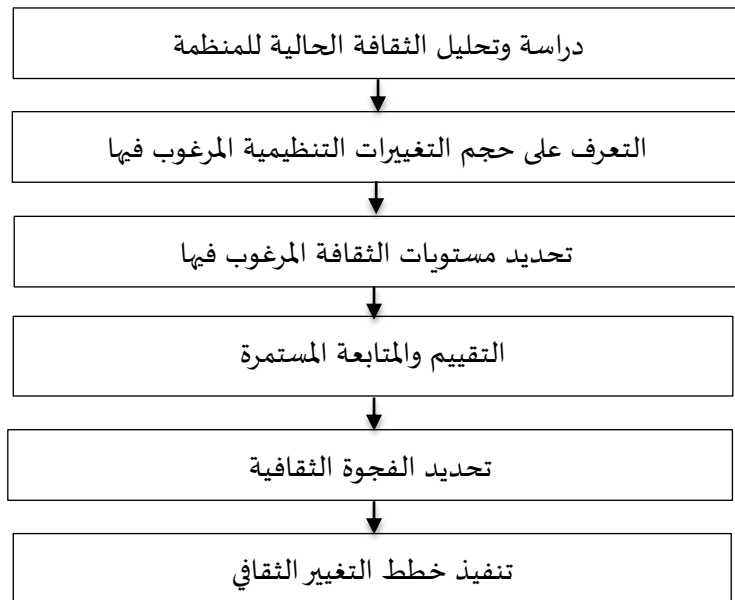 دراسة وتحليل الثقافة الحالية للمنظمة
التعرف على حجم التغييرات التنظيمية المرغوب فيها
تحديد مستويات الثقافة المرغوب فيها
التقييم والمتابعة المستمرة
تحديد الفجوة الثقافية
تنفيذ خطط التغيير الثقافي